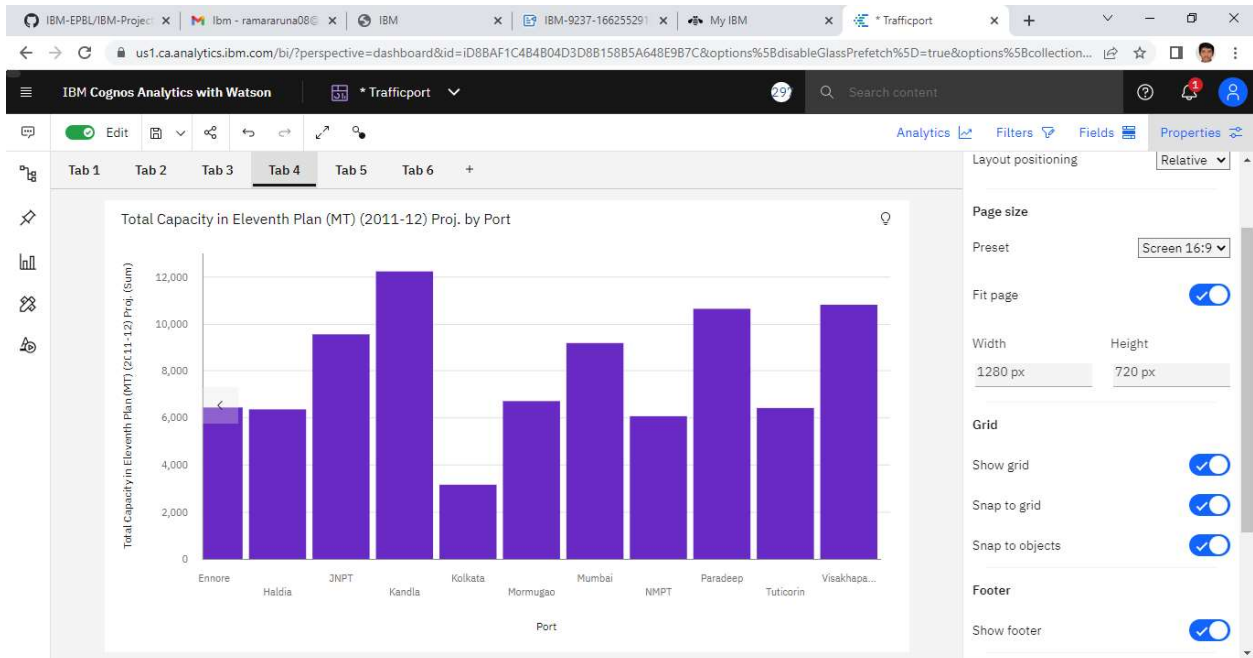 IBM-EPBL/IBM-Projec
Ibm - ramararuna08@
IBM
IBM-9237-166255291
My IBM
* Trafficport
us1.ca.analytics.ibm.com/bi/?perspective=dashboard&id=iD8BAF1C4B4B04D3D8B158B5A648E9B7C&options%5BdisableGlassPrefetch%5D=true&options%5Bcollection...
IBM Cognos Analytics with Watson
* Trafficport
29
Search content
1
Edit
Analytics
Filters
Fields
Properties
Tab 1
Tab 2
Tab 3
Tab 4
Tab 5
Tab 6
+
Total Capacity in Eleventh Plan (MT) (2011-12) Proj. by Port
Total Capacity in Eleventh Plan (MT) (2011-12) Proj. (Sum)
12,000
10,000
8,000
6,000
4,000
2,000
0
Ennore
Haldia
JNPT
Kandla
Kolkata
Mormugao
Mumbai
NMPT
Paradeep
Tuticorin
Visakhapa...
Port
Layout positioning
Relative
Page size
Preset
Screen 16:9
Fit page
Width
Height
1280 px
720 px
Grid
Show grid
Snap to grid
Snap to objects
Footer
Show footer